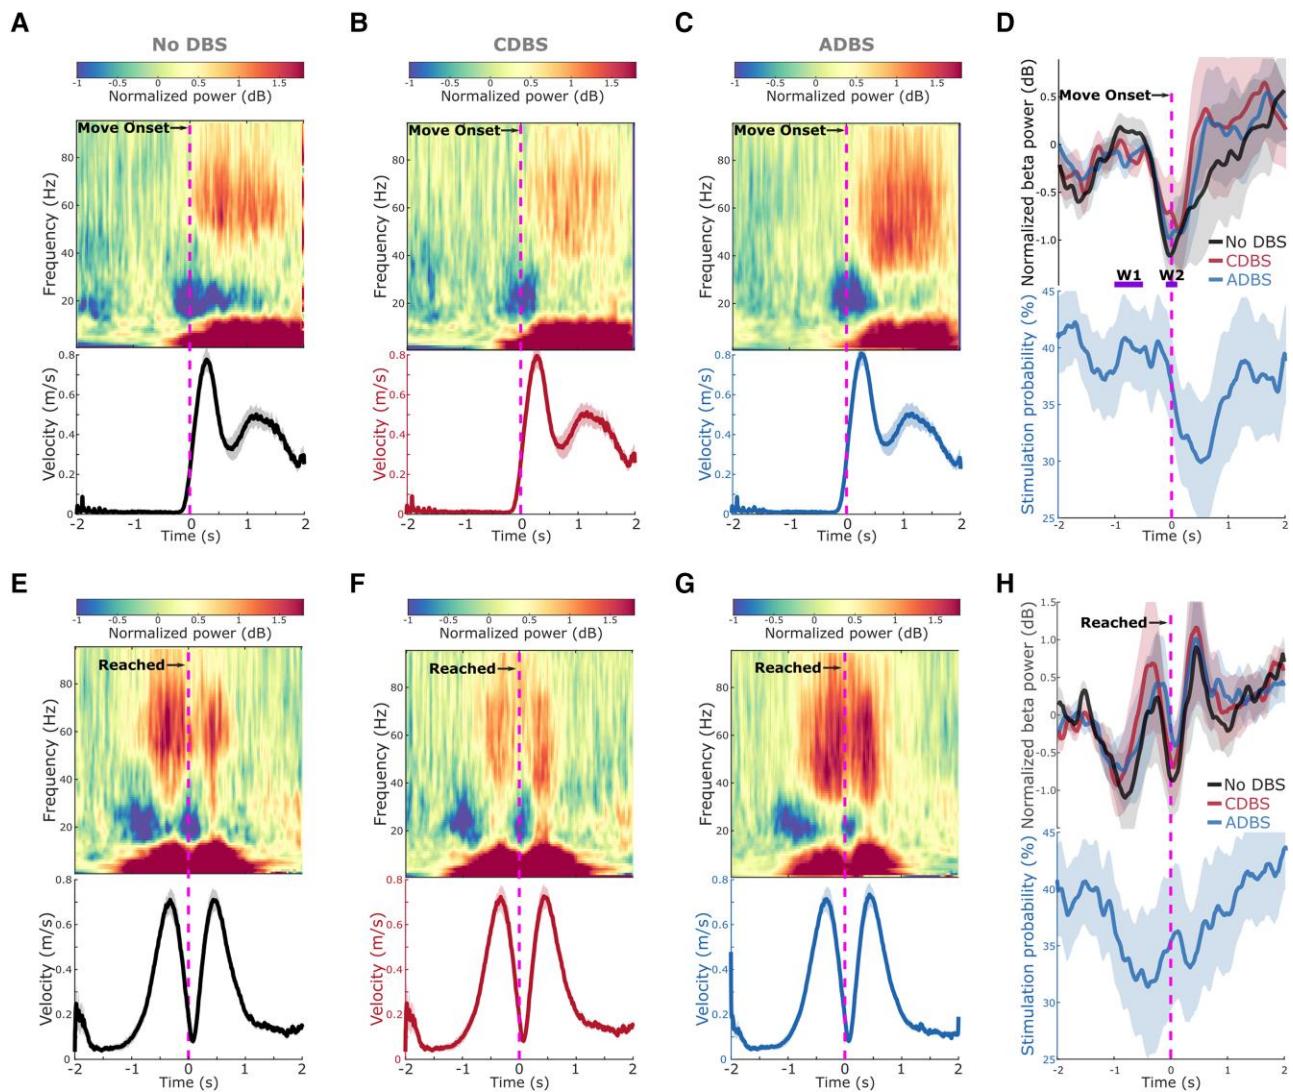 A
B
C
D
No DBS
CDBS
ADBS
-1 -0.5 0 0.5 1 1.5
Normalized power (dB)
-1 -0.5 0 0.5 1 1.5
Normalized power (dB)
-1 -0.5 0 0.5 1 1.5
Normalized power (dB)
Move Onset
Frequency (Hz)
80
60
40
20
Move Onset
Frequency (Hz)
80
60
40
20
Move Onset
Frequency (Hz)
80
60
40
20
Move Onset
Normalized beta power (dB)
0.5
0
-0.5
-1.0
No DBS
CDBS
ADBS
W1 W2
Velocity (m/s)
0.8
0.6
0.4
0.2
0
-2 -1 0 1 2
Time (s)
Velocity (m/s)
0.8
0.6
0.4
0.2
0
-2 -1 0 1 2
Time (s)
Velocity (m/s)
0.8
0.6
0.4
0.2
0
-2 -1 0 1 2
Time (s)
Stimulation probability (%)
45
40
35
30
25
-2 -1 0 1 2
Time (s)
E
F
G
H
-1 -0.5 0 0.5 1 1.5
Normalized power (dB)
-1 -0.5 0 0.5 1 1.5
Normalized power (dB)
-1 -0.5 0 0.5 1 1.5
Normalized power (dB)
Reached
Frequency (Hz)
80
60
40
20
Reached
Frequency (Hz)
80
60
40
20
Reached
Frequency (Hz)
80
60
40
20
Reached
Normalized beta power (dB)
1.5
1.0
0.5
0
-0.5
-1.0
No DBS
CDBS
ADBS
Velocity (m/s)
0.8
0.6
0.4
0.2
0
-2 -1 0 1 2
Time (s)
Velocity (m/s)
0.8
0.6
0.4
0.2
0
-2 -1 0 1 2
Time (s)
Velocity (m/s)
0.8
0.6
0.4
0.2
0
-2 -1 0 1 2
Time (s)
Stimulation probability (%)
45
40
35
30
25
-2 -1 0 1 2
Time (s)